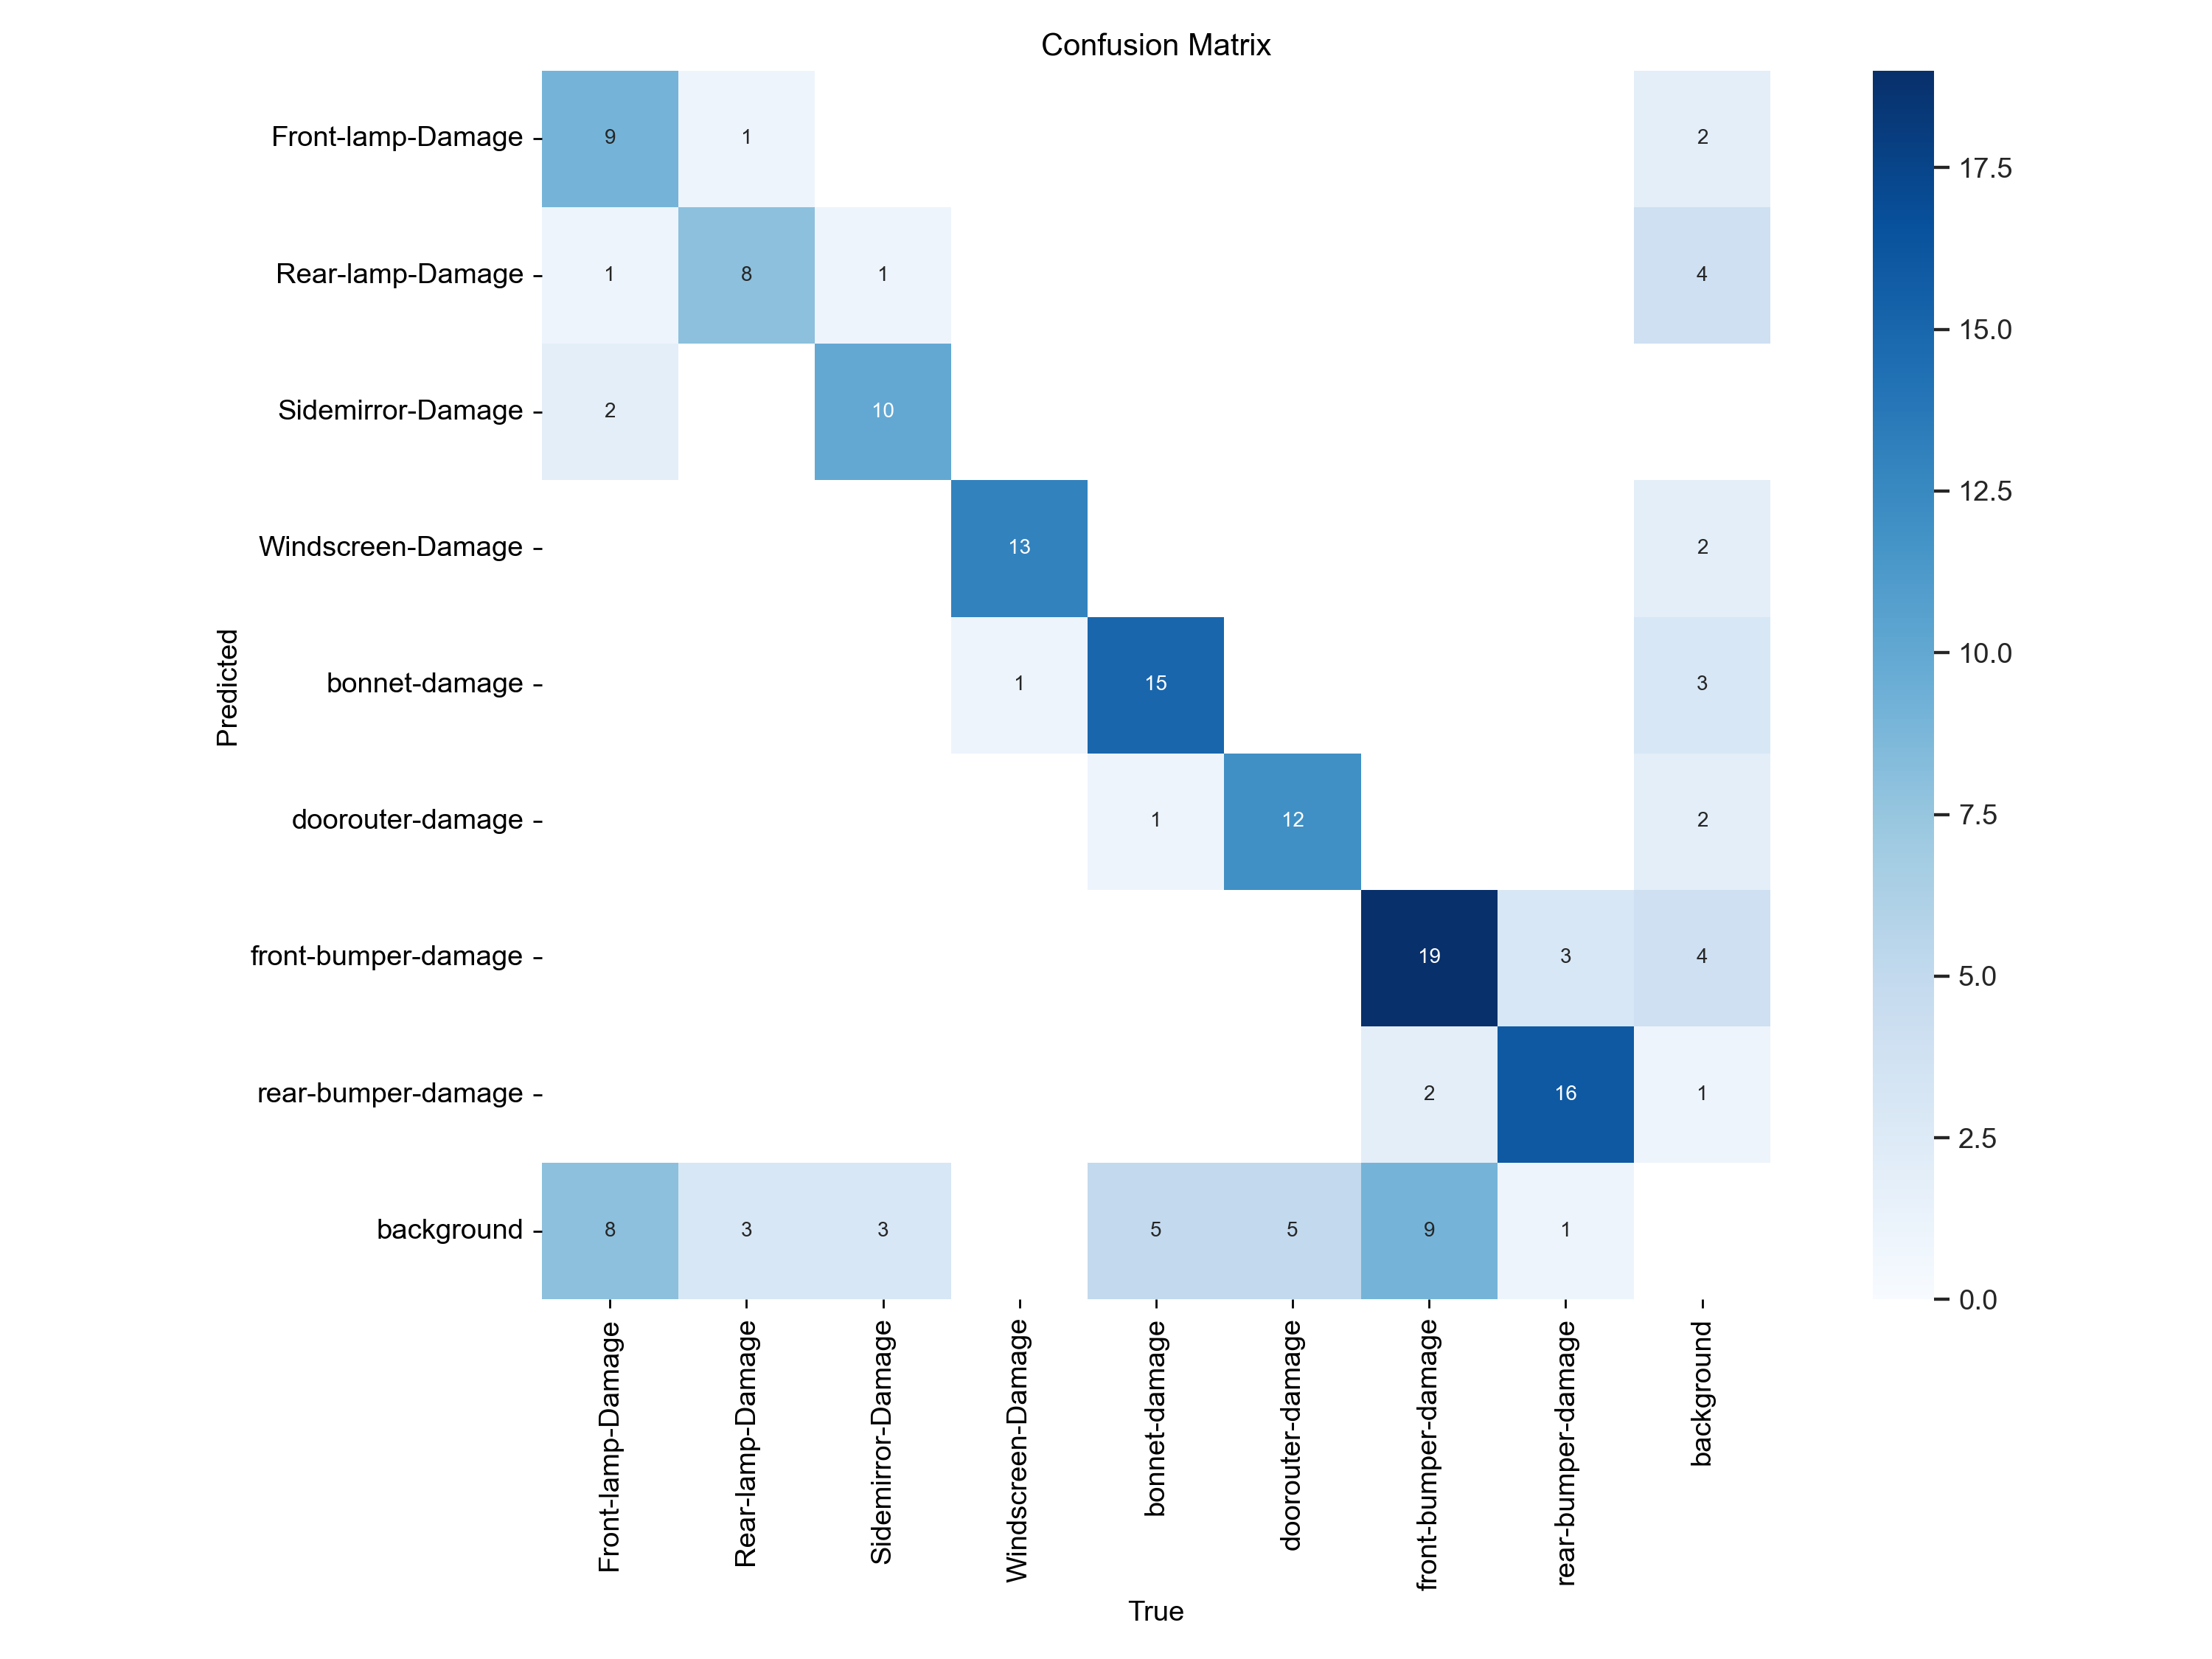 Confusion Matrix
Front-lamp-Damage 9 1 2
Rear-lamp-Damage 1 8 1 4
Sidemirror-Damage 2 10
Windscreen-Damage 13 2
bonnet-damage 1 15 3
doorouter-damage 1 12 2
front-bumper-damage 19 3 4
rear-bumper-damage 2 16 1
background 8 3 3 5 5 9 1
Predicted
Front-lamp-Damage
Rear-lamp-Damage
Sidemirror-Damage
Windscreen-Damage
bonnet-damage
doorouter-damage
front-bumper-damage
rear-bumper-damage
background
True
17.5
15.0
12.5
10.0
7.5
5.0
2.5
0.0